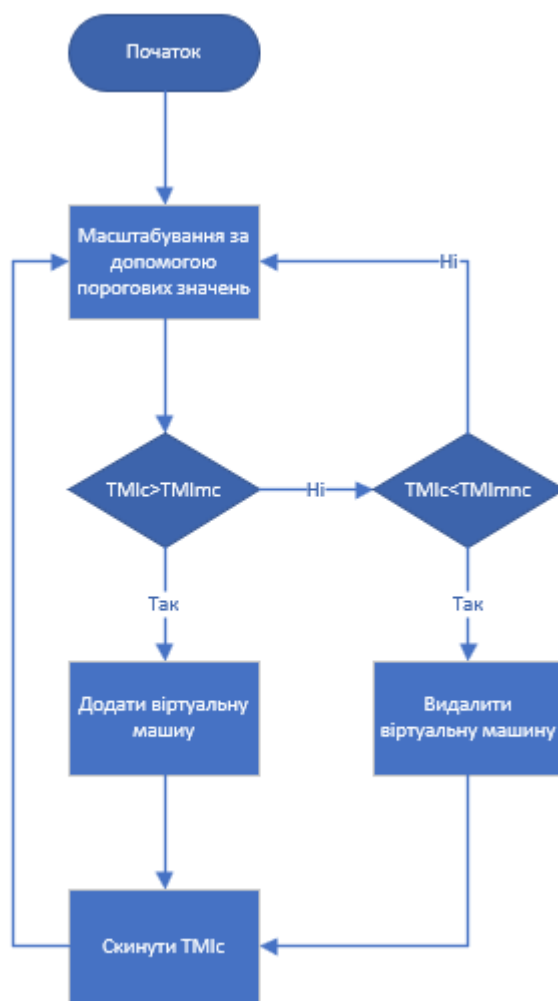 Початок
Масштабування за
допомогою
порогових значень
Ні
TMIc>TMImc
Ні
TMIc<TMImnc
Так
Так
Додати віртуальну
машиу
Видалити
віртуальну машину
Скинути TMIc